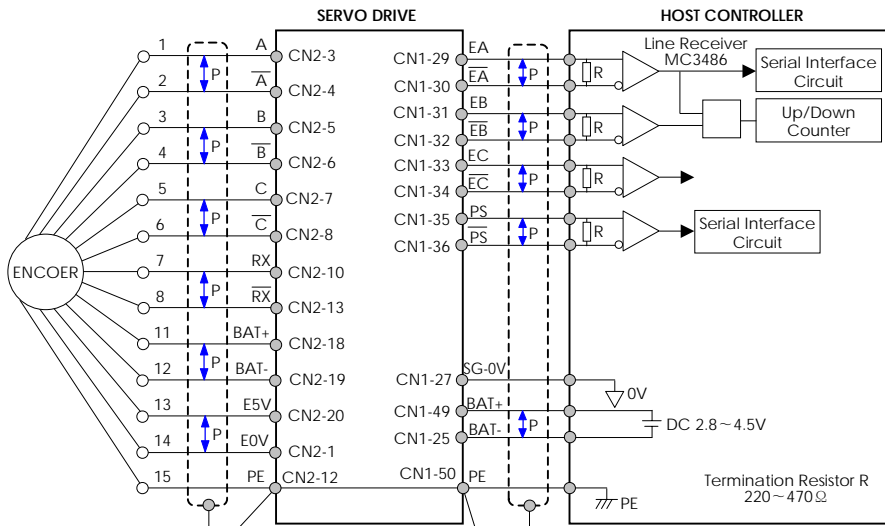 SERVO DRIVE
HOST CONTROLLER
ENCOER
1 A CN2-3
2 A̅ CN2-4
P
3 B CN2-5
4 B̅ CN2-6
P
5 C CN2-7
6 C̅ CN2-8
P
7 RX CN2-10
8 R̅X̅ CN2-13
P
11 BAT+ CN2-18
12 BAT- CN2-19
P
13 E5V CN2-20
14 E0V CN2-1
P
15 PE CN2-12
CN1-29 EA
CN1-30 E̅A̅
P
R
CN1-31 EB
CN1-32 E̅B̅
P
R
CN1-33 EC
CN1-34 E̅C̅
P
R
CN1-35 PS
CN1-36 P̅S̅
P
R
CN1-27 SG-0V
0V
CN1-49 BAT+
CN1-25 BAT-
P
DC 2.8~4.5V
CN1-50 PE
PE
Line Receiver
MC3486
Serial Interface
Circuit
Up/Down
Counter
Serial Interface
Circuit
Termination Resistor R
220~470Ω